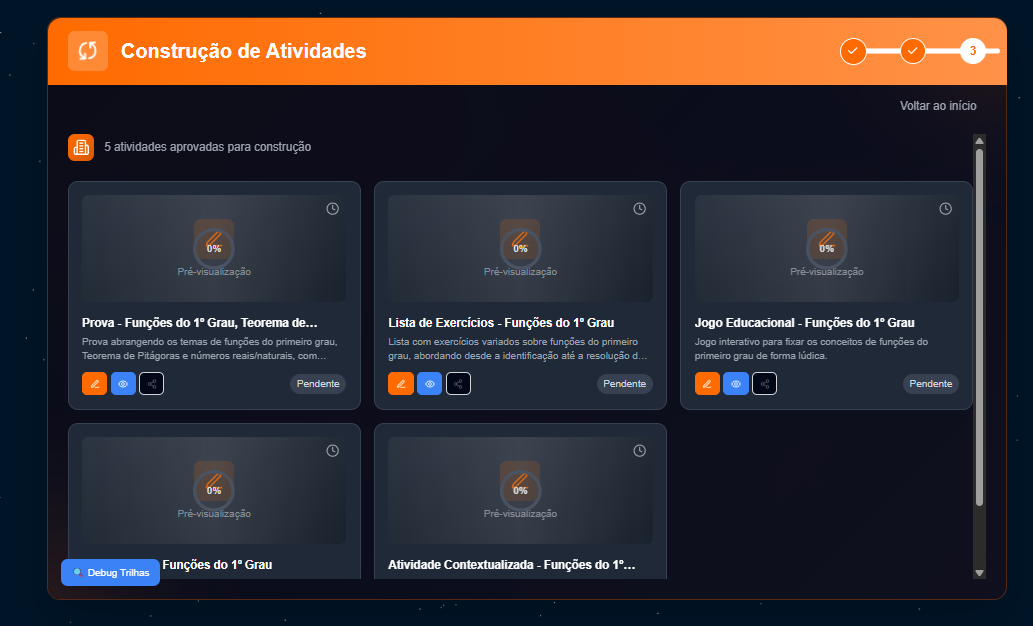 Construção de Atividades
3
Voltar ao início
5 atividades aprovadas para construção
0%
Pré-visualização
Prova - Funções do 1º Grau, Teorema de...
Prova abrangendo os temas de funções do primeiro grau,
Teorema de Pitágoras e números reais/naturais, com...
Pendente
0%
Pré-visualização
Lista de Exercícios - Funções do 1º Grau
Lista com exercícios variados sobre funções do primeiro
grau, abordando desde a identificação até a resolução d...
Pendente
0%
Pré-visualização
Jogo Educacional - Funções do 1º Grau
Jogo interativo para fixar os conceitos de funções do
primeiro grau de forma lúdica.
Pendente
0%
Pré-visualização
Funções do 1º Grau
Debug Trilhas
0%
Pré-visualização
Atividade Contextualizada - Funções do 1º...